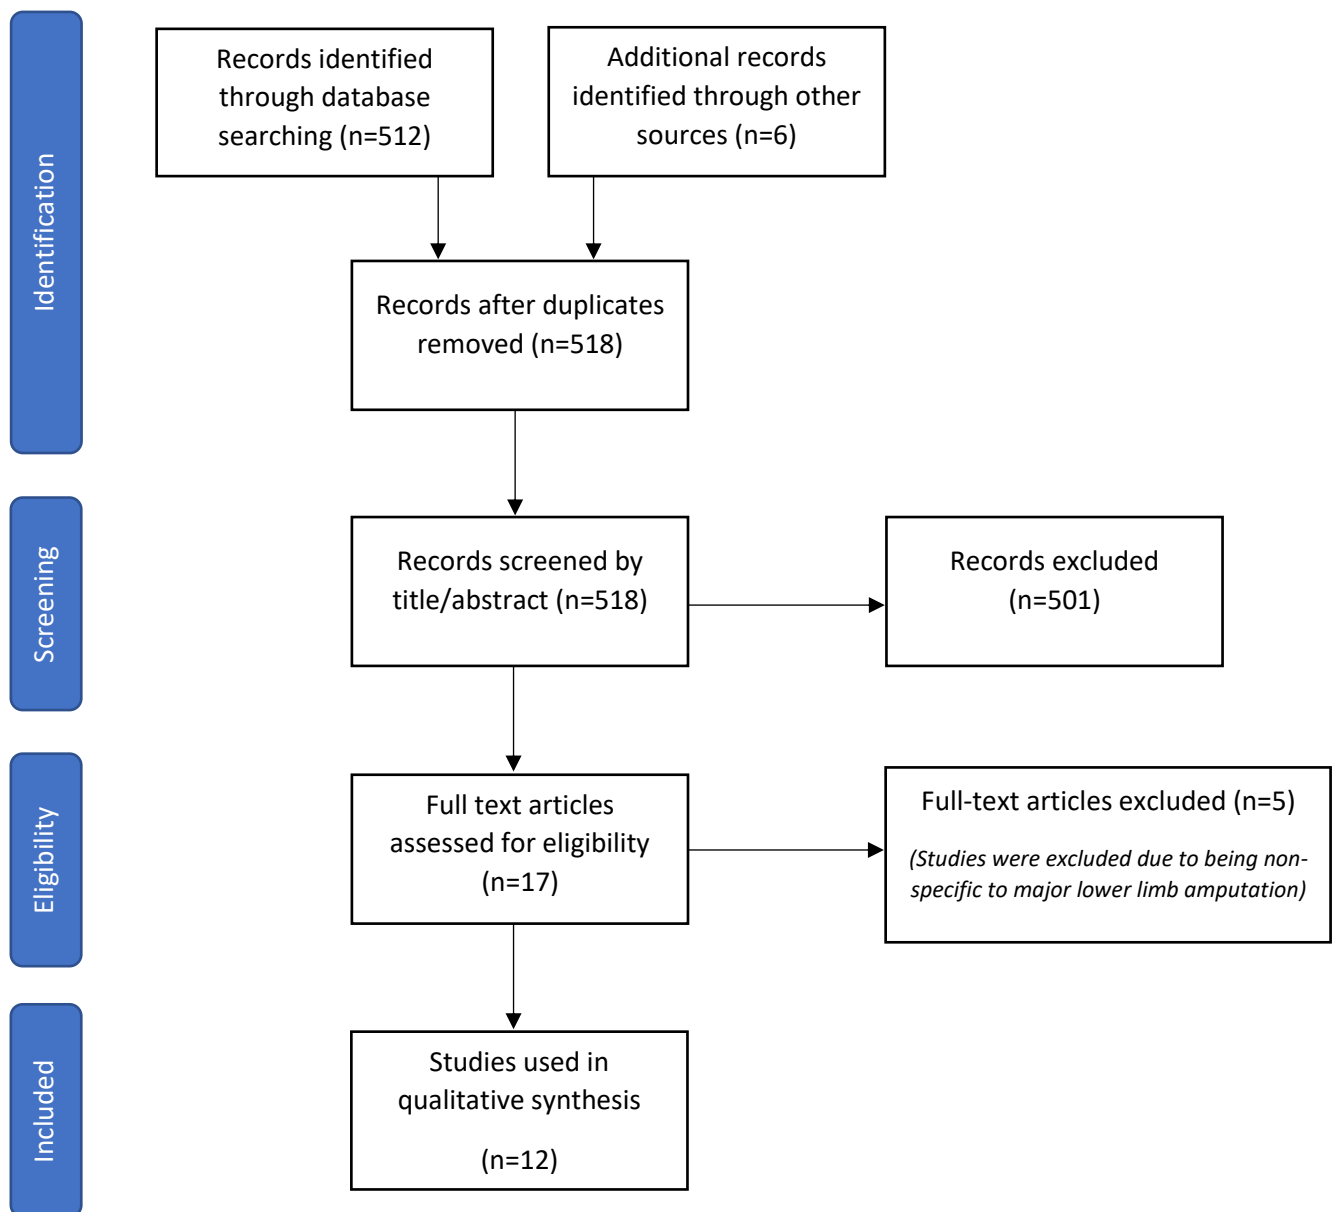 Identification
Records identified
through database
searching (n=512)
Additional records
identified through other
sources (n=6)
Records after duplicates
removed (n=518)
Screening
Records screened by
title/abstract (n=518)
Records excluded
(n=501)
Eligibility
Full text articles
assessed for eligibility
(n=17)
Full-text articles excluded (n=5)
(Studies were excluded due to being non-
specific to major lower limb amputation)
Included
Studies used in
qualitative synthesis
(n=12)